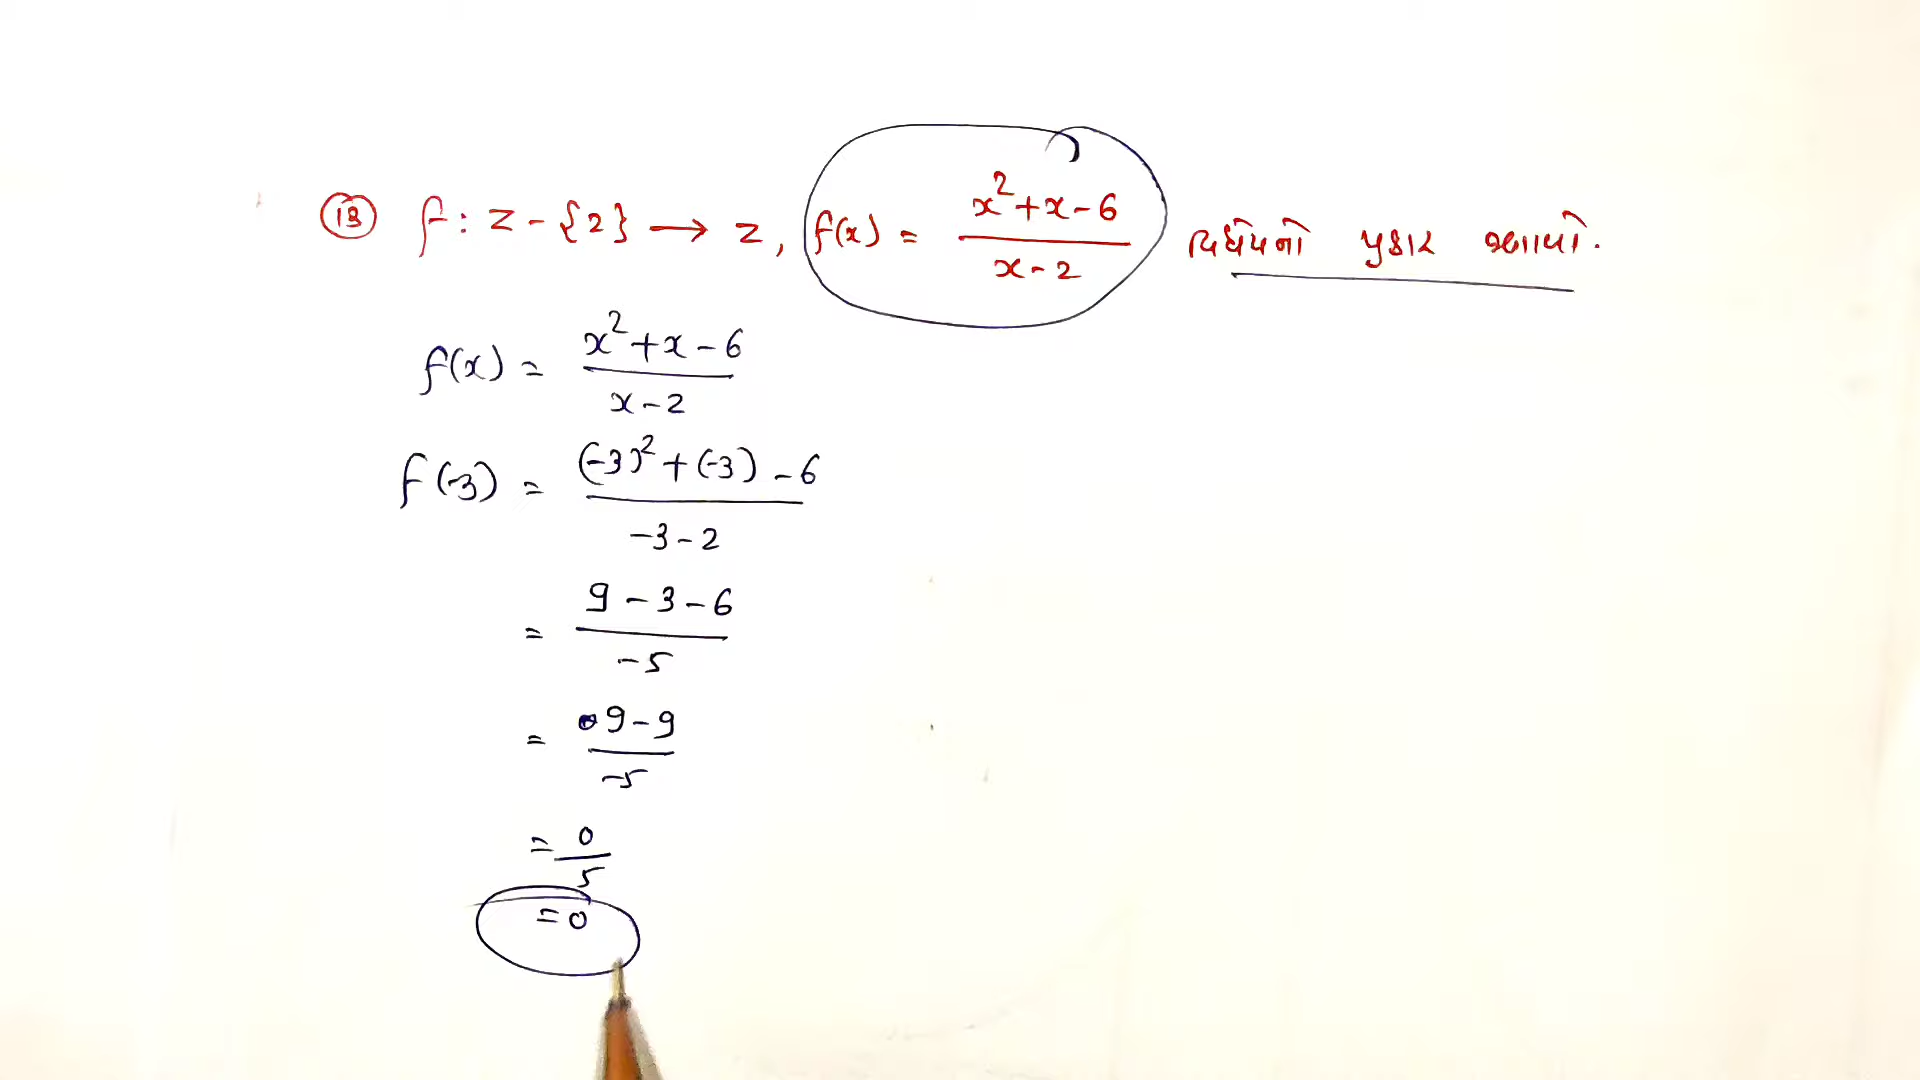 (13) f : Z - {2} → Z, f(x) = (x² + x - 6)/(x - 2) વિધેયનો પ્રકાર જણાવો.
f(x) = (x² + x - 6)/(x - 2)
f(-3) = ((-3)² + (-3) - 6)/(-3 - 2)
= (9 - 3 - 6)/(-5)
= (9 - 9)/(-5)
= 0/5
= 0